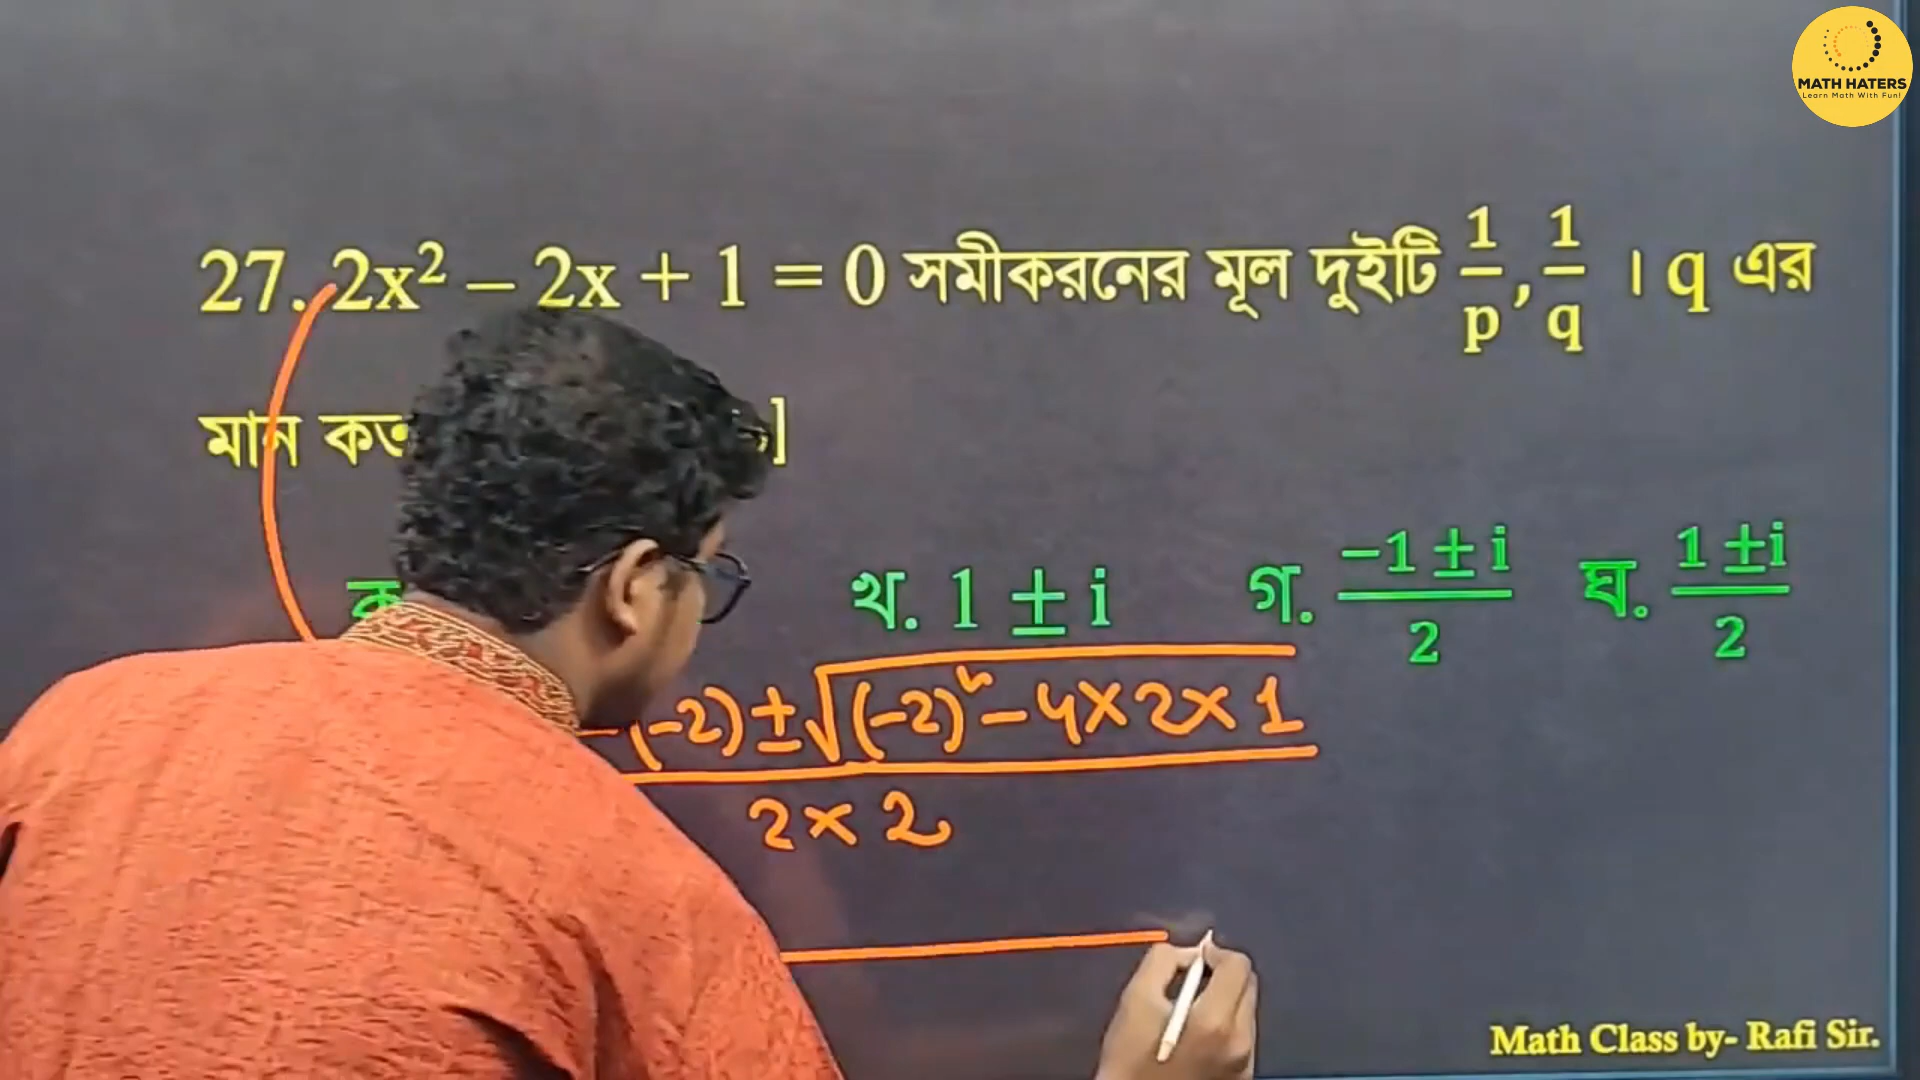 MATH HATERS
Learn Math With Fun!
27. 2x² – 2x + 1 = 0 সমীকরনের মূল দুইটি 1/p, 1/q । q এর
মান কত
খ. 1 ± i গ. (–1 ± i)/2 ঘ. (1 ±i)/2
–(-2) ± √((-2)² – 4×2×1)
2×2
Math Class by- Rafi Sir.